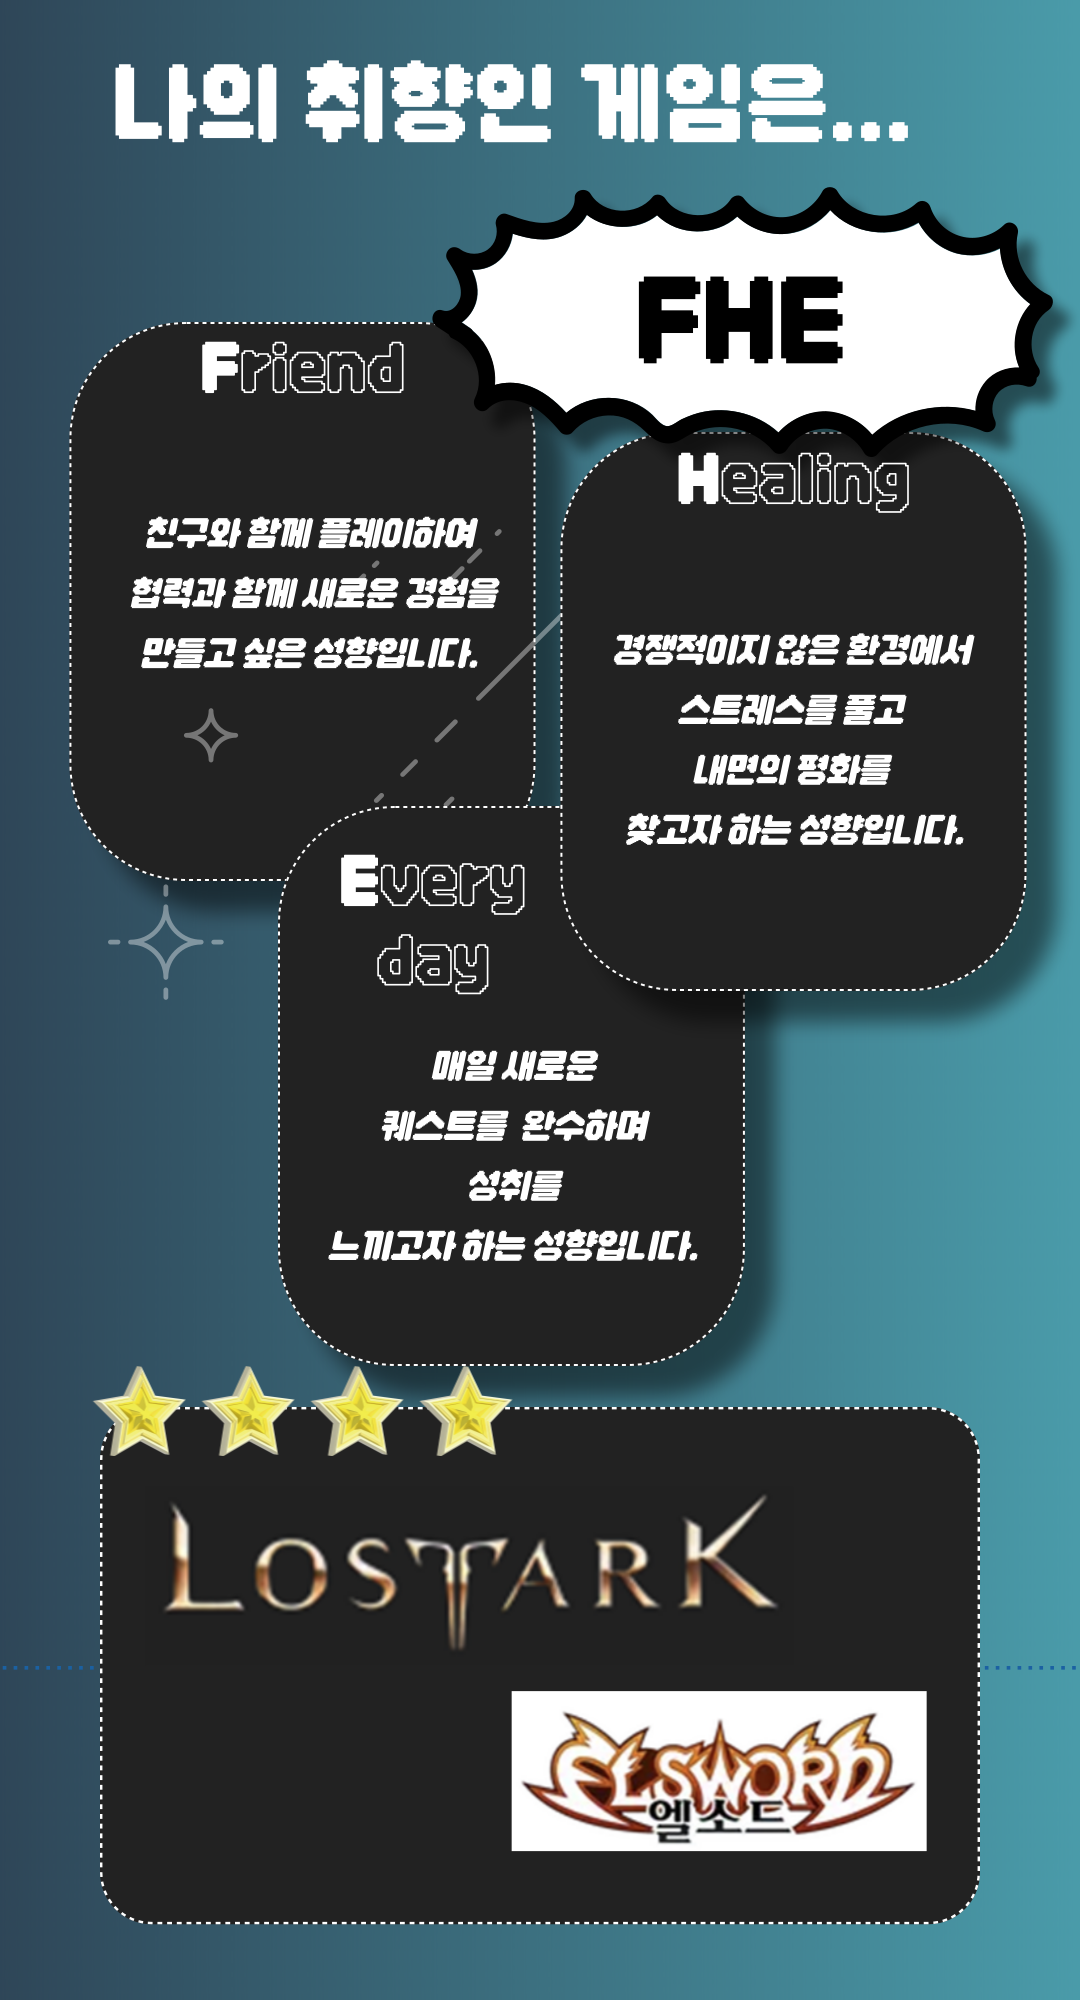 나의 취향인 게임은...
FHE
Friend
친구와 함께 플레이하여
협력과 함께 새로운 경험을
만들고 싶은 성향입니다.
Healing
경쟁적이지 않은 환경에서
스트레스를 풀고
내면의 평화를
찾고자 하는 성향입니다.
Every
day
매일 새로운
퀘스트를 완수하며
성취를
느끼고자 하는 성향입니다.
LOSTARK
ELSWORD
엘소드